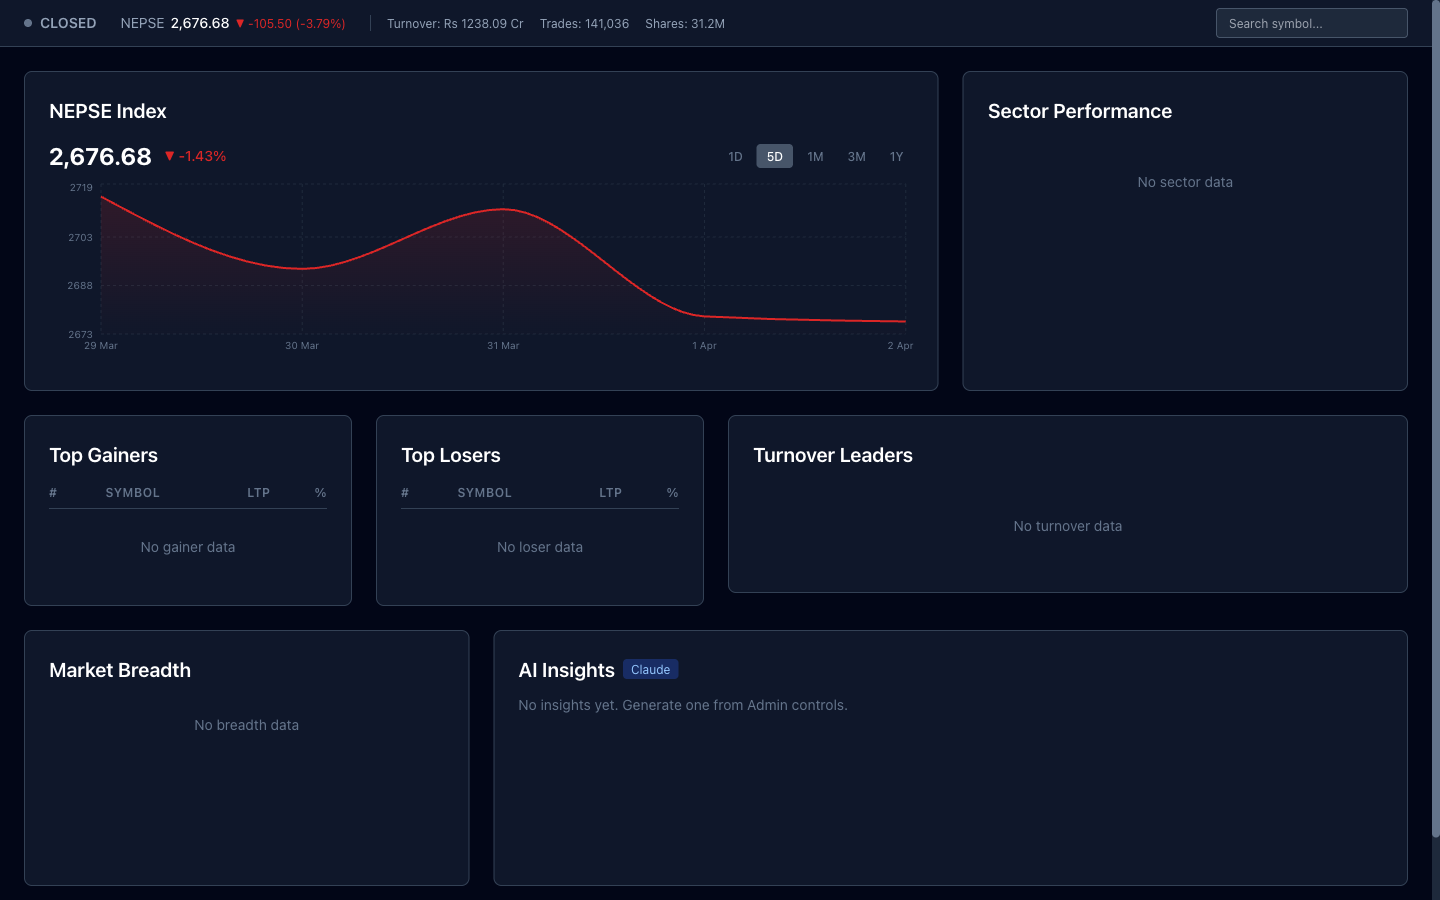 CLOSED NEPSE 2,676.68 ▼ -105.50 (-3.79%) Turnover: Rs 1238.09 Cr Trades: 141,036 Shares: 31.2M Search symbol...
NEPSE Index
2,676.68 ▼ -1.43% 1D 5D 1M 3M 1Y
2719
2703
2688
2673
29 Mar 30 Mar 31 Mar 1 Apr 2 Apr
Sector Performance
No sector data
Top Gainers
# SYMBOL LTP %
No gainer data
Top Losers
# SYMBOL LTP %
No loser data
Turnover Leaders
No turnover data
Market Breadth
No breadth data
AI Insights Claude
No insights yet. Generate one from Admin controls.